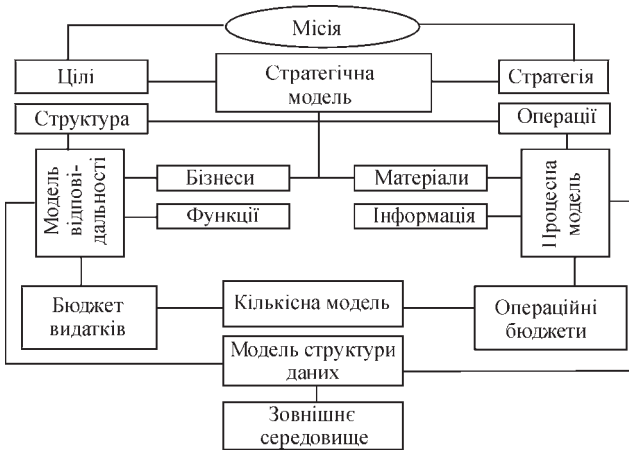 Місія
Цілі
Стратегічна
модель
Стратегія
Структура
Операції
Модель
відпові-
дальності
Бізнеси
Матеріали
Процесна
модель
Функції
Інформація
Бюджет
видатків
Кількісна модель
Операційні
бюджети
Модель структури
даних
Зовнішнє
середовище